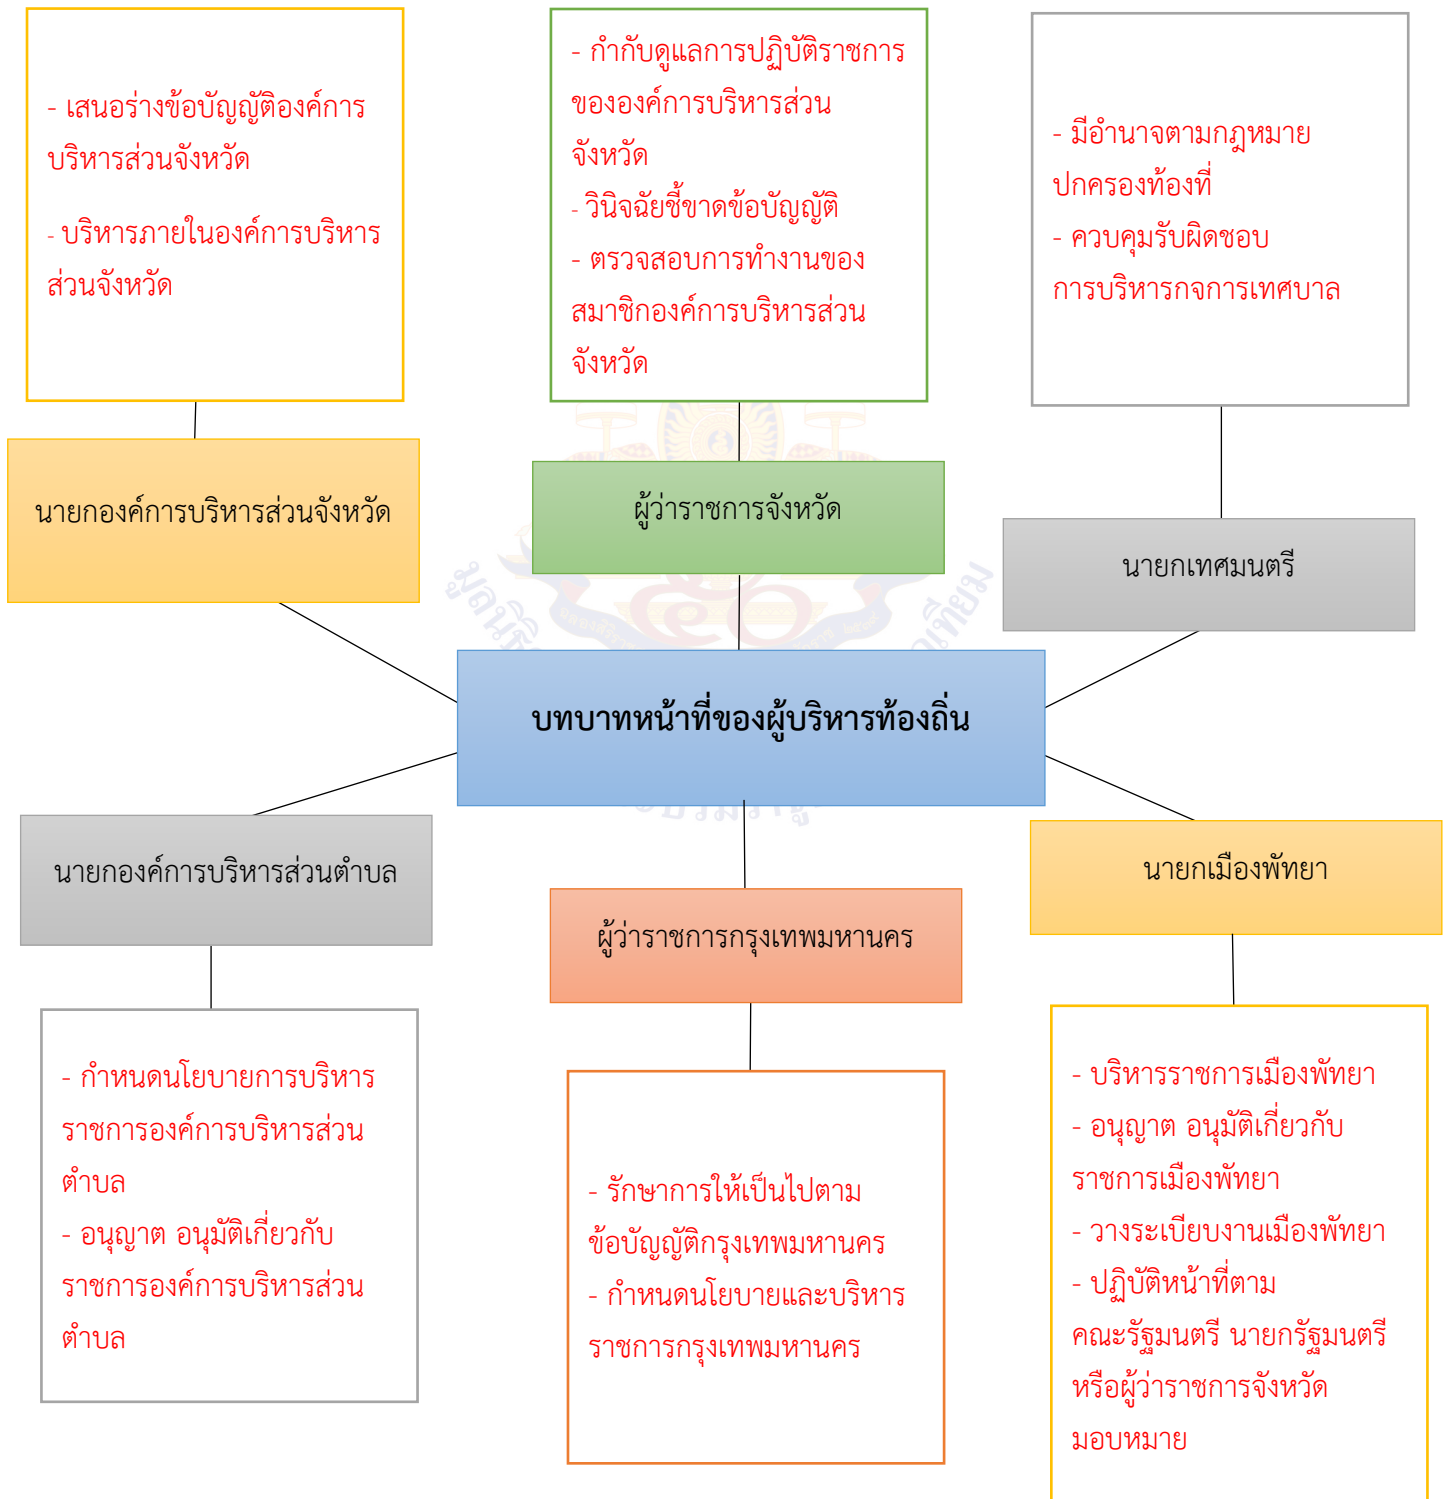 - เสนอร่างข้อบัญญัติองค์การ
บริหารส่วนจังหวัด
- บริหารภายในองค์การบริหาร
ส่วนจังหวัด
- กำกับดูแลการปฏิบัติราชการ
ขององค์การบริหารส่วน
จังหวัด
- วินิจฉัยชี้ขาดข้อบัญญัติ
- ตรวจสอบการทำงานของ
สมาชิกองค์การบริหารส่วน
จังหวัด
- มีอำนาจตามกฎหมาย
ปกครองท้องที่
- ควบคุมรับผิดชอบ
การบริหารกจการเทศบาล
นายกองค์การบริหารส่วนจังหวัด
ผู้ว่าราชการจังหวัด
นายกเทศมนตรี
บทบาทหน้าที่ของผู้บริหารท้องถิ่น
นายกองค์การบริหารส่วนตำบล
ผู้ว่าราชการกรุงเทพมหานคร
นายกเมืองพัทยา
- กำหนดนโยบายการบริหาร
ราชการองค์การบริหารส่วน
ตำบล
- อนุญาต อนุมัติเกี่ยวกับ
ราชการองค์การบริหารส่วน
ตำบล
- รักษาการให้เป็นไปตาม
ข้อบัญญัติกรุงเทพมหานคร
- กำหนดนโยบายและบริหาร
ราชการกรุงเทพมหานคร
- บริหารราชการเมืองพัทยา
- อนุญาต อนุมัติเกี่ยวกับ
ราชการเมืองพัทยา
- วางระเบียบงานเมืองพัทยา
- ปฏิบัติหน้าที่ตาม
คณะรัฐมนตรี นายกรัฐมนตรี
หรือผู้ว่าราชการจังหวัด
มอบหมาย